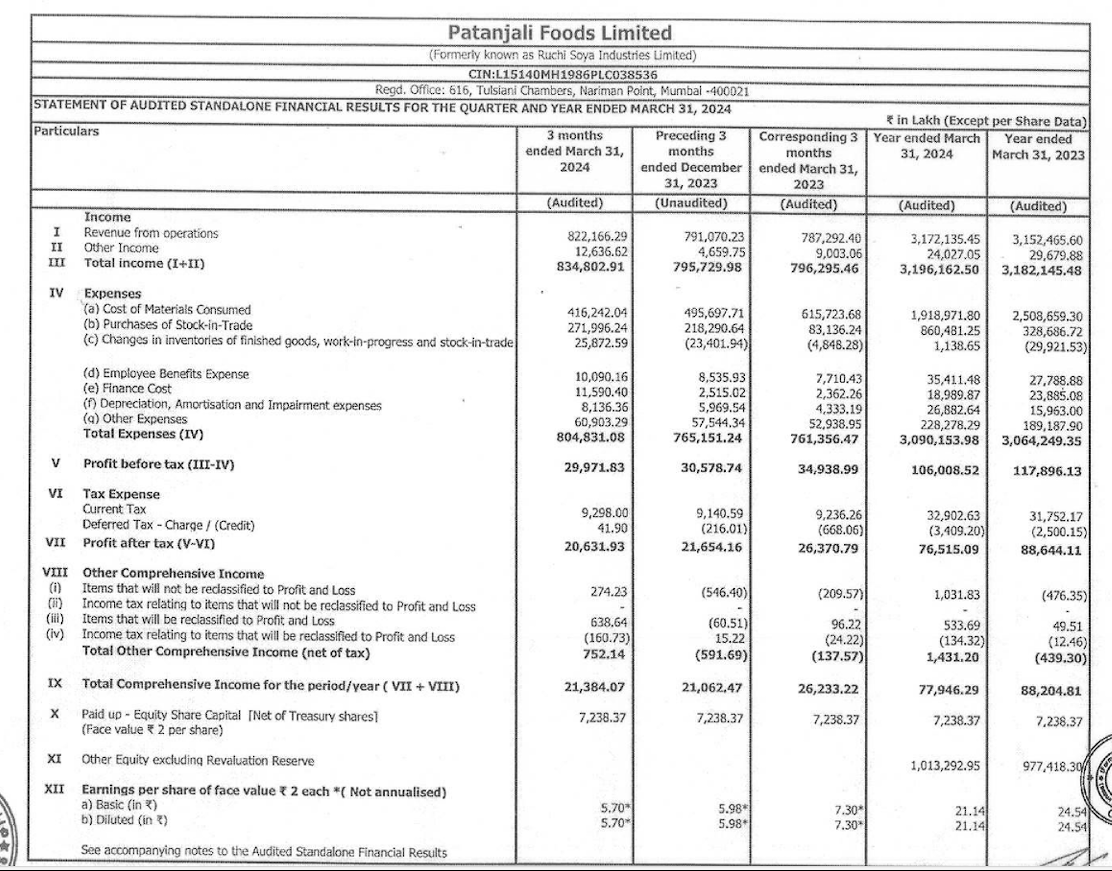 Patanjali Foods Limited
(Formerly known as Ruchi Soya Industries Limited)
CIN:L15140MH1986PLC038536
Regd. Office: 616, Tulsiani Chambers, Nariman Point, Mumbai -400021
STATEMENT OF AUDITED STANDALONE FINANCIAL RESULTS FOR THE QUARTER AND YEAR ENDED MARCH 31, 2024
₹ in Lakh (Except per Share Data)
Particulars 3 months ended March 31, 2024 Preceding 3 months ended December 31, 2023 Corresponding 3 months ended March 31, 2023 Year ended March 31, 2024 Year ended March 31, 2023
(Audited) (Unaudited) (Audited) (Audited) (Audited)
Income
I Revenue from operations 822,166.29 791,070.23 787,292.40 3,172,135.45 3,152,465.60
II Other Income 12,636.62 4,659.75 9,003.06 24,027.05 29,679.88
III Total income (I+II) 834,802.91 795,729.98 796,295.46 3,196,162.50 3,182,145.48
IV Expenses
(a) Cost of Materials Consumed 416,242.04 495,697.71 615,723.68 1,918,971.80 2,508,659.30
(b) Purchases of Stock-in-Trade 271,996.24 218,290.64 83,136.24 860,481.25 328,686.72
(c) Changes in inventories of finished goods, work-in-progress and stock-in-trade 25,872.59 (23,401.94) (4,848.28) 1,138.65 (29,921.53)
(d) Employee Benefits Expense 10,090.16 8,535.93 7,710.43 35,411.48 27,788.88
(e) Finance Cost 11,590.40 2,515.02 2,362.26 18,989.87 23,885.08
(f) Depreciation, Amortisation and Impairment expenses 8,136.36 5,969.54 4,333.19 26,882.64 15,963.00
(g) Other Expenses 60,903.29 57,544.34 52,938.95 228,278.29 189,187.90
Total Expenses (IV) 804,831.08 765,151.24 761,356.47 3,090,153.98 3,064,249.35
V Profit before tax (III-IV) 29,971.83 30,578.74 34,938.99 106,008.52 117,896.13
VI Tax Expense
Current Tax 9,298.00 9,140.59 9,236.26 32,902.63 31,752.17
Deferred Tax - Charge / (Credit) 41.90 (216.01) (668.06) (3,409.20) (2,500.15)
VII Profit after tax (V-VI) 20,631.93 21,654.16 26,370.79 76,515.09 88,644.11
VIII Other Comprehensive Income
(i) Items that will not be reclassified to Profit and Loss 274.23 (546.40) (209.57) 1,031.83 (476.35)
(ii) Income tax relating to items that will not be reclassified to Profit and Loss - - - - -
(iii) Items that will be reclassified to Profit and Loss 638.64 (60.51) 96.22 533.69 49.51
(iv) Income tax relating to items that will be reclassified to Profit and Loss (160.73) 15.22 (24.22) (134.32) (12.46)
Total Other Comprehensive Income (net of tax) 752.14 (591.69) (137.57) 1,431.20 (439.30)
IX Total Comprehensive Income for the period/year ( VII + VIII) 21,384.07 21,062.47 26,233.22 77,946.29 88,204.81
X Paid up - Equity Share Capital [Net of Treasury shares] 7,238.37 7,238.37 7,238.37 7,238.37 7,238.37
(Face value ₹ 2 per share)
XI Other Equity excluding Revaluation Reserve 1,013,292.95 977,418.30
XII Earnings per share of face value ₹ 2 each *( Not annualised)
a) Basic (in ₹) 5.70* 5.98* 7.30* 21.14 24.54
b) Diluted (in ₹) 5.70* 5.98* 7.30* 21.14 24.54
See accompanying notes to the Audited Standalone Financial Results